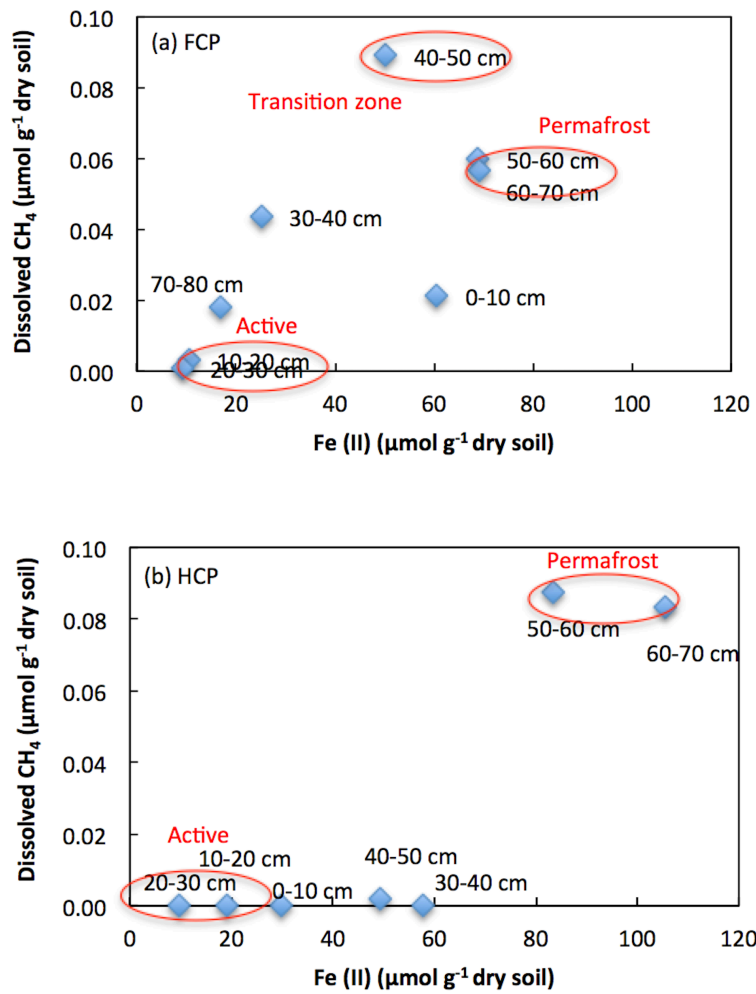 (a) FCP
0.10
0.08
0.06
0.04
0.02
0.00
Dissolved CH₄ (µmol g⁻¹ dry soil)
40-50 cm
Transition zone
Permafrost
50-60 cm
60-70 cm
30-40 cm
70-80 cm
0-10 cm
Active
10-20 cm
20-30 cm
0 20 40 60 80 100 120
Fe (II) (µmol g⁻¹ dry soil)
(b) HCP
0.10
0.08
0.06
0.04
0.02
0.00
Dissolved CH₄ (µmol g⁻¹ dry soil)
Permafrost
50-60 cm
60-70 cm
Active
10-20 cm
40-50 cm
20-30 cm
0-10 cm
30-40 cm
0 20 40 60 80 100 120
Fe (II) (µmol g⁻¹ dry soil)